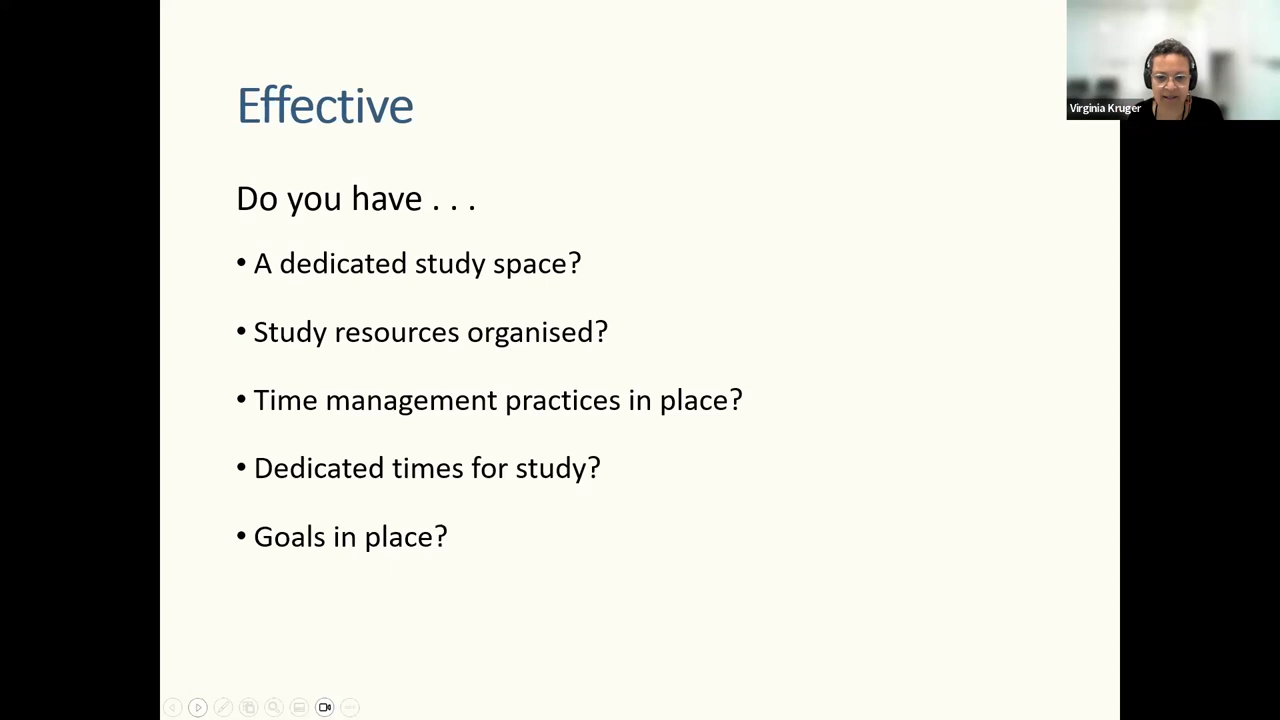 Effective
Do you have . . .
• A dedicated study space?
• Study resources organised?
• Time management practices in place?
• Dedicated times for study?
• Goals in place?
Virginia Kruger